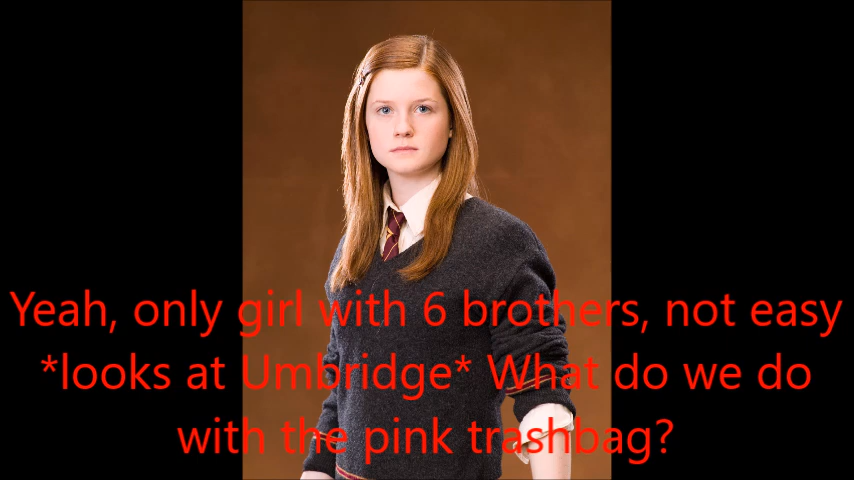 Yeah, only girl with 6 brothers, not easy
*looks at Umbridge* What do we do
with the pink trashbag?